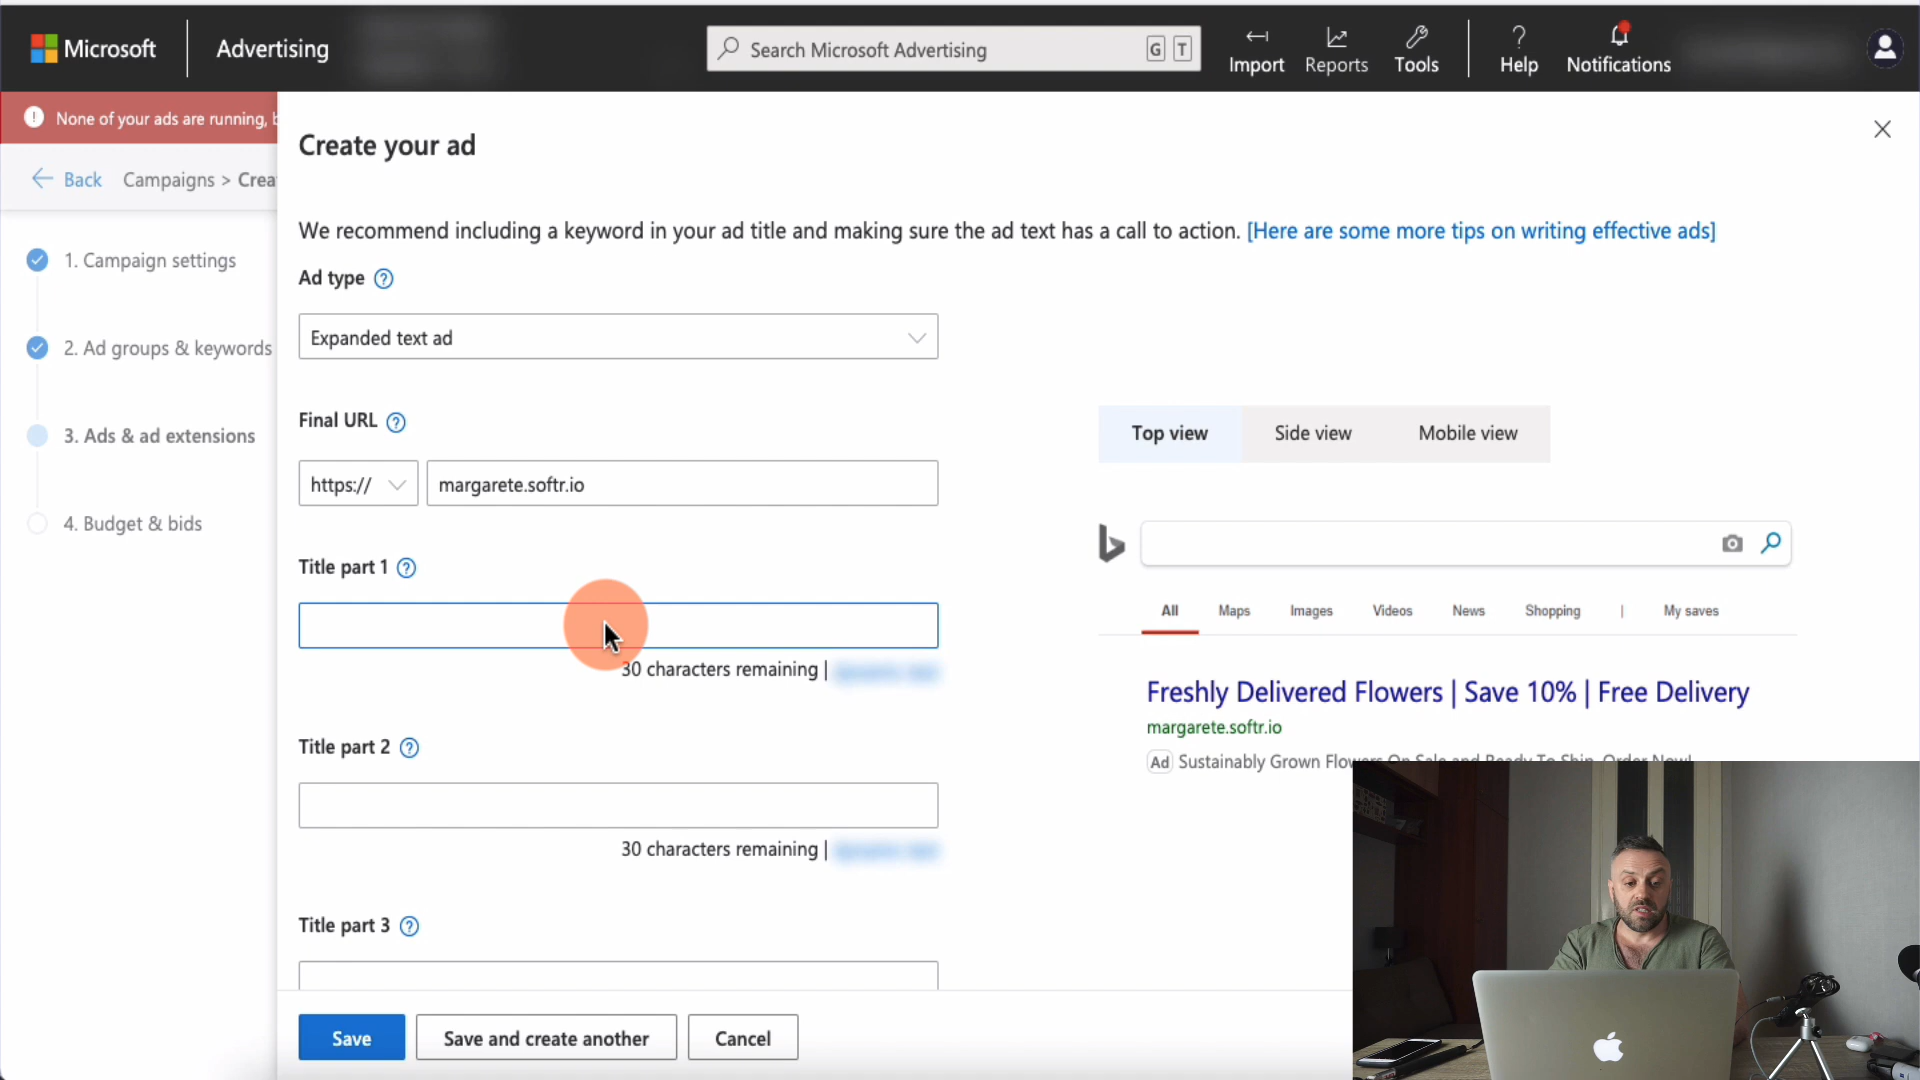 Microsoft
Advertising
Search Microsoft Advertising
G T
Import
Reports
Tools
?
Help
Notifications
! None of your ads are running,
Back
Campaigns >
Create your ad
We recommend including a keyword in your ad title and making sure the ad text has a call to action. [Here are some more tips on writing effective ads]
1. Campaign settings
2. Ad groups & keywords
3. Ads & ad extensions
4. Budget & bids
Ad type ?
Expanded text ad
Final URL ?
https://
margarete.softr.io
Title part 1 ?
30 characters remaining |
Title part 2 ?
30 characters remaining |
Title part 3 ?
Save
Save and create another
Cancel
Top view
Side view
Mobile view
All
Maps
Images
Videos
News
Shopping
|
My saves
Freshly Delivered Flowers | Save 10% | Free Delivery
margarete.softr.io
Ad Sustainably Grown